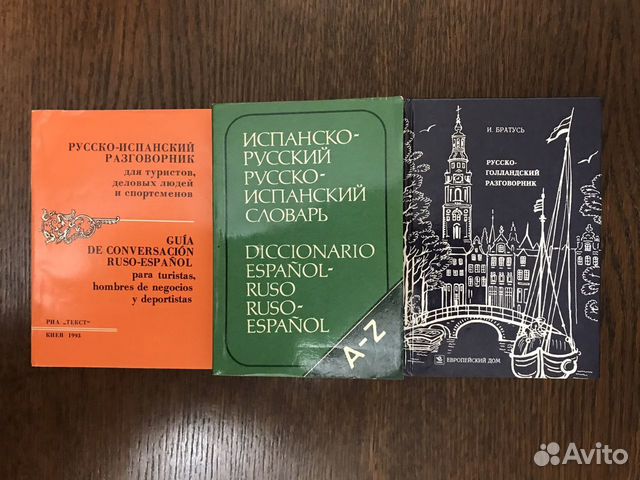 РУССКО-ИСПАНСКИЙ
РАЗГОВОРНИК
для туристов,
деловых людей
и спортсменов
GUÍA
DE CONVERSACIÓN
RUSO-ESPAÑOL
para turistas,
hombres de negocios
y deportistas
РИА „ТЕКСТ“
КИЕВ 1993
ИСПАНСКО-
РУССКИЙ
РУССКО-
ИСПАНСКИЙ
СЛОВАРЬ
DICCIONARIO
ESPAÑOL-
RUSO
RUSO-
ESPAÑOL
A-Z
И. БРАТУСЬ
РУССКО-
ГОЛЛАНДСКИЙ
РАЗГОВОРНИК
ЕВРОПЕЙСКИЙ ДОМ
Avito